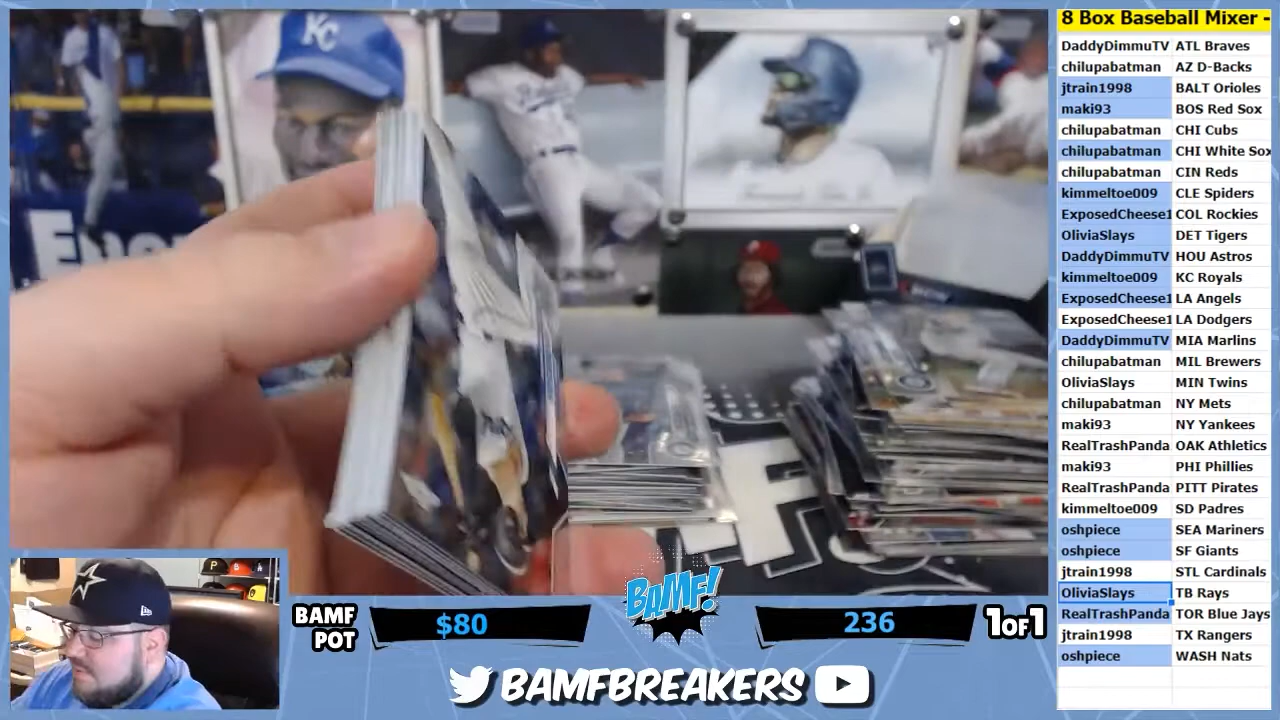 KC
8 Box Baseball Mixer -
DaddyDimmuTV ATL Braves
chilupabatman AZ D-Backs
jtrain1998 BALT Orioles
maki93 BOS Red Sox
chilupabatman CHI Cubs
chilupabatman CHI White Sox
chilupabatman CIN Reds
kimmeltoe009 CLE Spiders
ExposedCheese1 COL Rockies
OliviaSlays DET Tigers
DaddyDimmuTV HOU Astros
kimmeltoe009 KC Royals
ExposedCheese1 LA Angels
ExposedCheese1 LA Dodgers
DaddyDimmuTV MIA Marlins
chilupabatman MIL Brewers
OliviaSlays MIN Twins
chilupabatman NY Mets
maki93 NY Yankees
RealTrashPanda OAK Athletics
maki93 PHI Phillies
RealTrashPanda PITT Pirates
kimmeltoe009 SD Padres
oshpiece SEA Mariners
oshpiece SF Giants
jtrain1998 STL Cardinals
OliviaSlays TB Rays
RealTrashPanda TOR Blue Jays
jtrain1998 TX Rangers
oshpiece WASH Nats
BAMF POT
$80
BAMF!
236
1 OF 1
BAMFBREAKERS